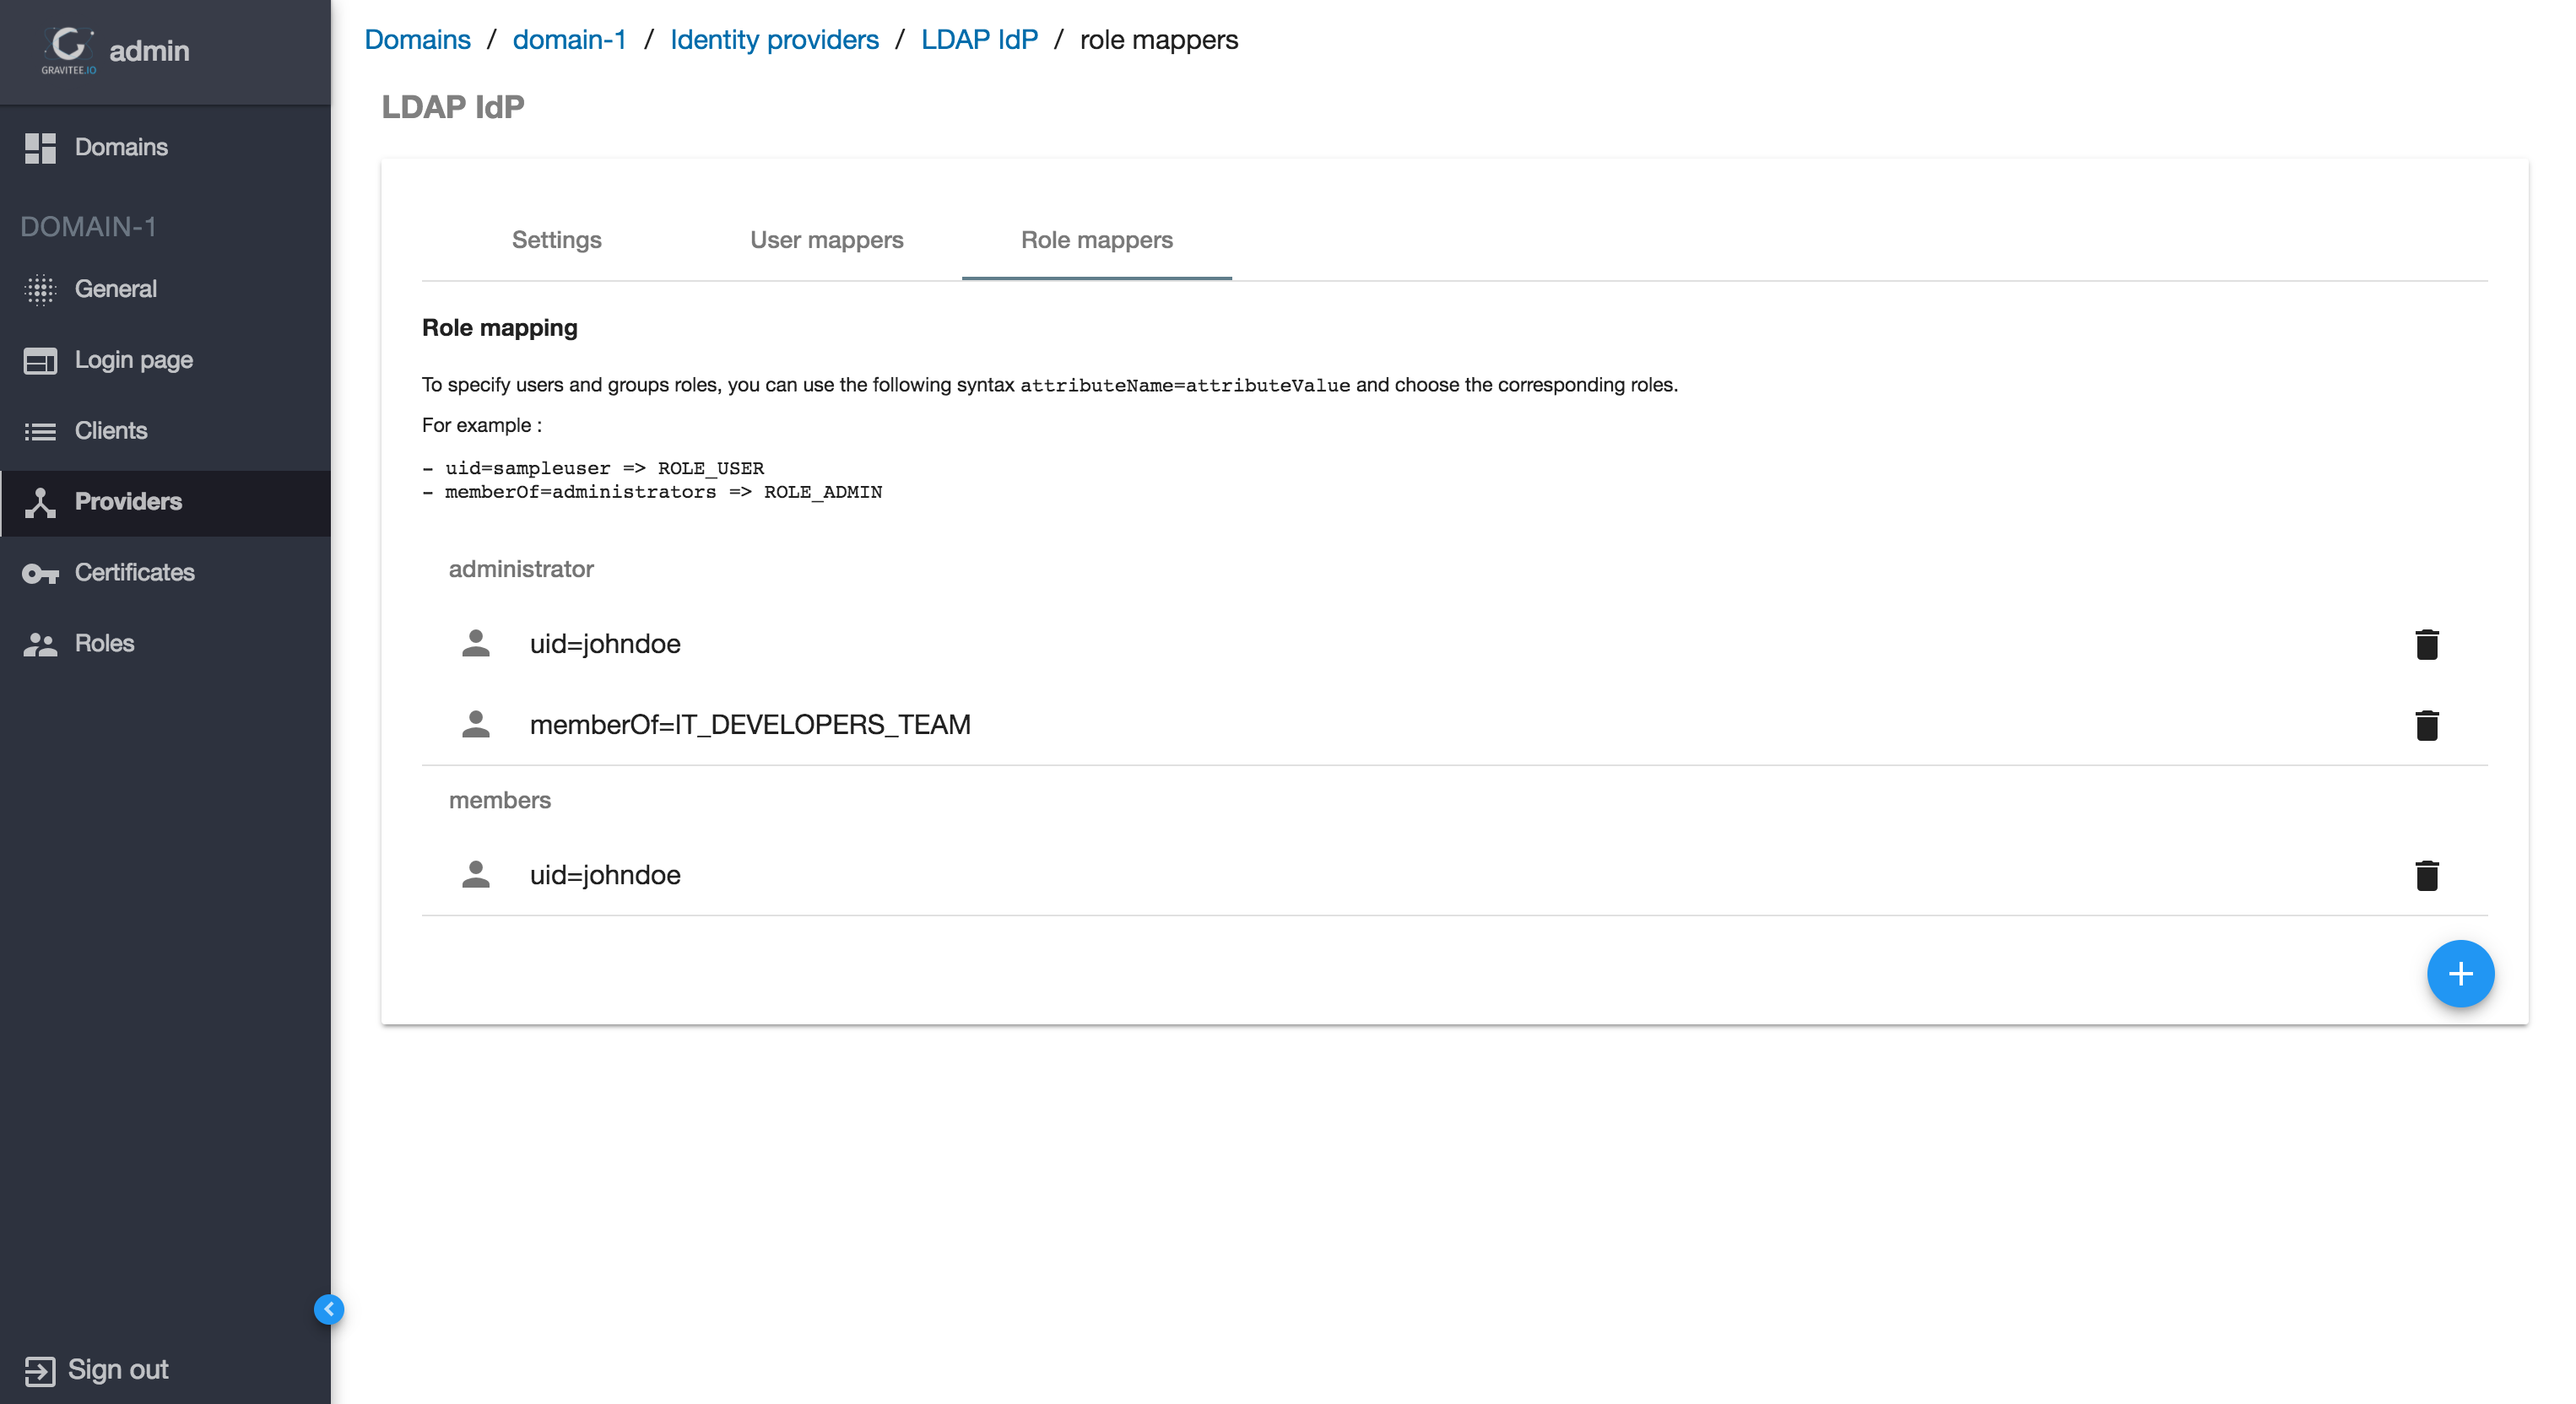 GRAVITEE.IO
admin
Domains
DOMAIN-1
General
Login page
Clients
Providers
Certificates
Roles
Sign out
Domains / domain-1 / Identity providers / LDAP IdP / role mappers
LDAP IdP
Settings User mappers Role mappers
Role mapping
To specify users and groups roles, you can use the following syntax attributeName=attributeValue and choose the corresponding roles.
For example :
- uid=sampleuser => ROLE_USER
- memberOf=administrators => ROLE_ADMIN
administrator
uid=johndoe
memberOf=IT_DEVELOPERS_TEAM
members
uid=johndoe